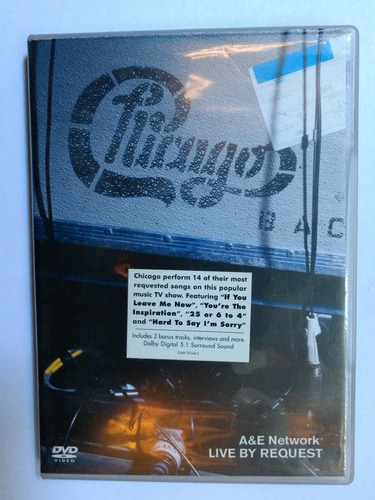 Chicago
BAC
Chicago perform 14 of their most
requested songs on this popular
music TV show. Featuring "If You
Leave Me Now", "You're The
Inspiration", "25 or 6 to 4"
and "Hard To Say I'm Sorry"
Includes 2 bonus tracks, interviews and more.
Dolby Digital 5.1 Surround Sound
DVD
VIDEO
A&E Network
LIVE BY REQUEST